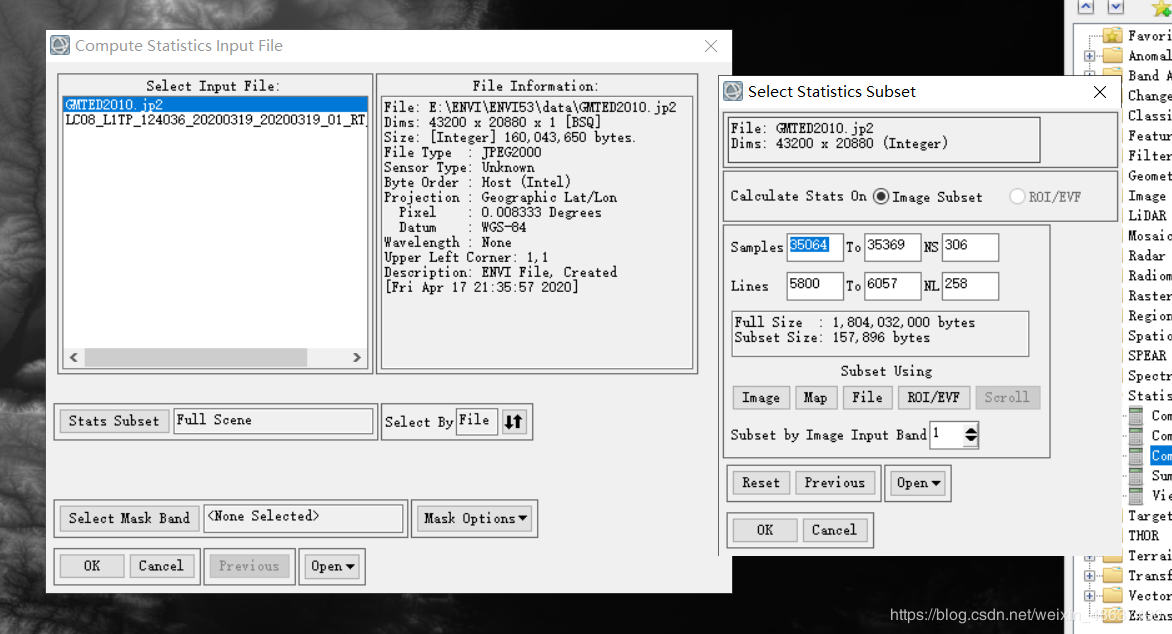 Compute Statistics Input File
Select Input File:
GMTED2010.jp2
LC08_L1TP_124036_20200319_20200319_01_RT
File Information:
File: E:\ENVI\ENVI53\data\GMTED2010.jp2
Dims: 43200 x 20880 x 1 [BSQ]
Size: [Integer] 160,043,650 bytes.
File Type : JPEG2000
Sensor Type: Unknown
Byte Order : Host (Intel)
Projection : Geographic Lat/Lon
Pixel : 0.008333 Degrees
Datum : WGS-84
Wavelength : None
Upper Left Corner: 1,1
Description: ENVI File, Created
[Fri Apr 17 21:35:57 2020]
Stats Subset Full Scene
Select By File
Select Mask Band <None Selected>
Mask Options
OK Cancel Previous Open
Select Statistics Subset
File: GMTED2010.jp2
Dims: 43200 x 20880 (Integer)
Calculate Stats On Image Subset ROI/EVF
Samples 35064 To 35369 NS 306
Lines 5800 To 6057 NL 258
Full Size : 1,804,032,000 bytes
Subset Size: 157,896 bytes
Subset Using
Image Map File ROI/EVF Scroll
Subset by Image Input Band 1
Reset Previous Open
OK Cancel
Favori
Anomal
Band A
Change
Classi
Featur
Filter
Geomet
Image
LiDAR
Mosaic
Radar
Radiom
Raster
Region
Spatio
SPEAR
Spectr
Statis
Com
Com
Com
Sum
Vie
Target
THOR
Terrai
Transf
Vector
Extens